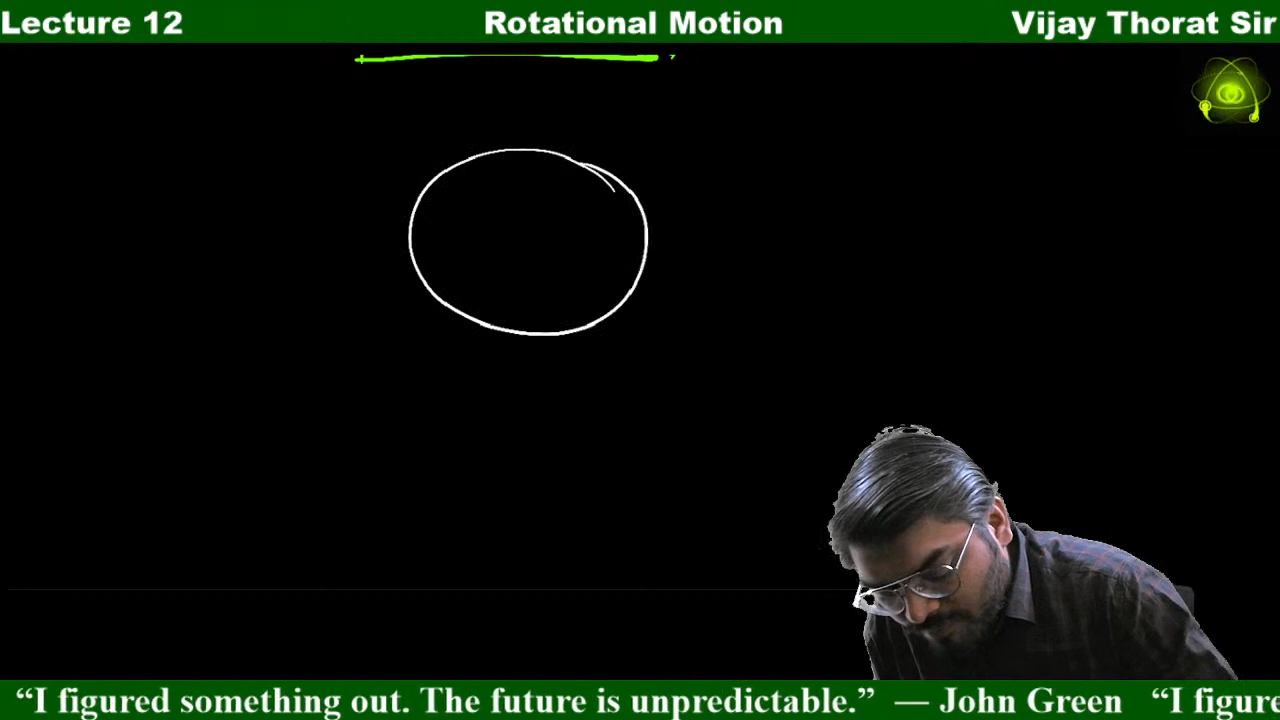 Lecture 12 Rotational Motion Vijay Thorat Sir
“I figured something out. The future is unpredictable.” — John Green “I figure